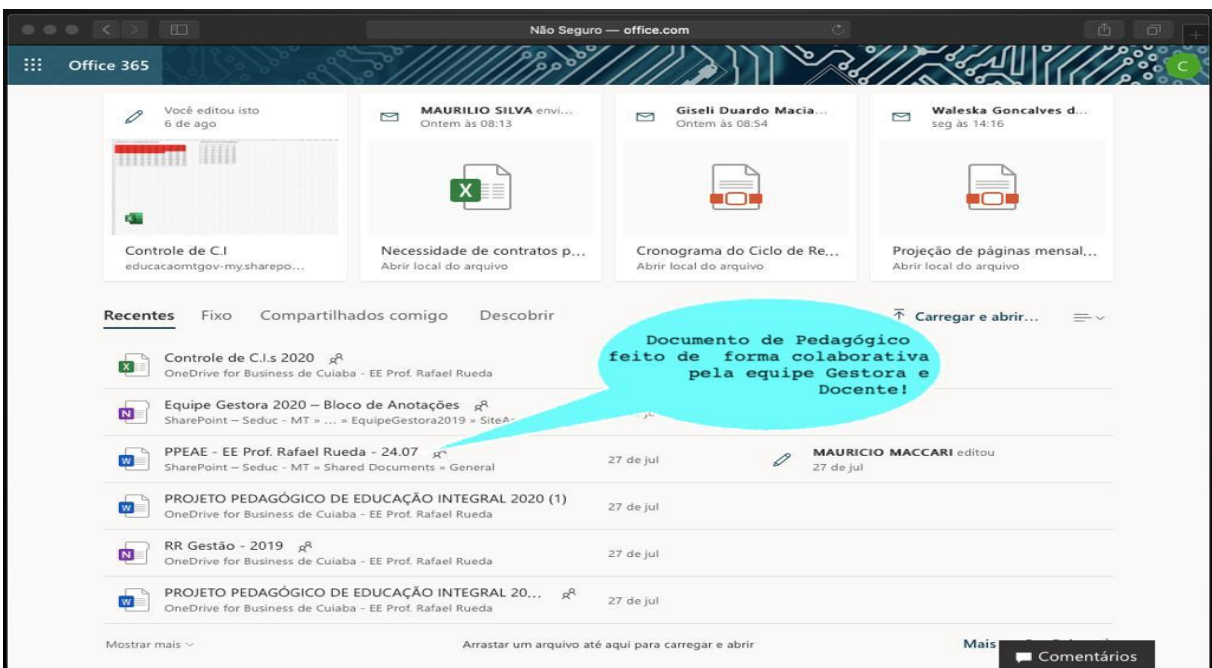 Não Seguro — office.com
Office 365
C
Você editou isto
6 de ago
MAURILIO SILVA envi...
Ontem às 08:13
Giseli Duardo Macia...
Ontem às 08:54
Waleska Goncalves d...
seg às 14:16
Controle de C.I
educacaomtgov-my.sharepo...
Necessidade de contratos p...
Abrir local do arquivo
Cronograma do Ciclo de Re...
Abrir local do arquivo
Projeção de páginas mensal...
Abrir local do arquivo
Recentes Fixo Compartilhados comigo Descobrir
Carregar e abrir...
Documento de Pedagógico
feito de forma colaborativa
pela equipe Gestora e
Docente!
Controle de C.I.s 2020
OneDrive for Business de Cuiaba - EE Prof. Rafael Rueda
Equipe Gestora 2020 – Bloco de Anotações
SharePoint – Seduc - MT » ... » EquipeGestora2019 »
PPEAE - EE Prof. Rafael Rueda - 24.07
SharePoint – Seduc - MT » Shared Documents » General
27 de jul
MAURICIO MACCARI editou
27 de jul
PROJETO PEDAGÓGICO DE EDUCAÇÃO INTEGRAL 2020 (1)
OneDrive for Business de Cuiaba - EE Prof. Rafael Rueda
27 de jul
RR Gestão - 2019
OneDrive for Business de Cuiaba - EE Prof. Rafael Rueda
27 de jul
PROJETO PEDAGÓGICO DE EDUCAÇÃO INTEGRAL 20...
OneDrive for Business de Cuiaba - EE Prof. Rafael Rueda
27 de jul
Mostrar mais
Arrastar um arquivo até aqui para carregar e abrir
Mais
Comentários